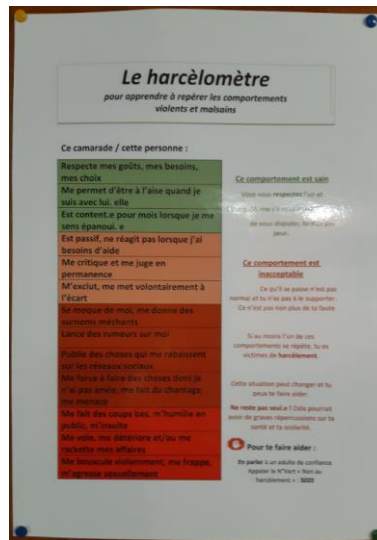 Le harcèlomètre
pour apprendre à repérer les comportements
violents et malsains
Ce camarade / cette personne :
Respecte mes goûts, mes besoins,
mes choix
Me permet d'être à l'aise quand je
suis avec lui. elle
Est content.e pour mois lorsque je me
sens épanoui. e
Est passif, ne réagit pas lorsque j'ai
besoins d'aide
Me critique et me juge en
permanence
M'exclut, me met volontairement à
l'écart
Se moque de moi, me donne des
surnoms méchants
Lance des rumeurs sur moi
Publie des choses qui me rabaissent
sur les réseaux sociaux
Me force à faire des choses dont je
n'ai pas envie, me fait du chantage,
me menace
Me fait des coups bas, m'humilie en
public, m'insulte
Me vole, me détériore et/ou me
rackette mes affaires
Me bouscule violemment, me frappe,
m'agresse sexuellement
Ce comportement est sain
Vous vous respectez l'un et
de vous disputer,
peur.
Ce comportement est
inacceptable
Ce qu'il se passe n'est pas
normal et tu n'as pas à le supporter.
Ce n'est pas non plus de ta faute.
Si au moins l'un de ces
comportements se répète, tu es
victimes de harcèlement.
Cette situation peut changer et tu
peux te faire aider.
Ne reste pas seul.e ! Cela pourrait
avoir de graves répercussions sur ta
santé et ta scolarité.
Pour te faire aider :
En parler à un adulte de confiance
Appeler le N°Vert « Non au
harcèlement » : 3020